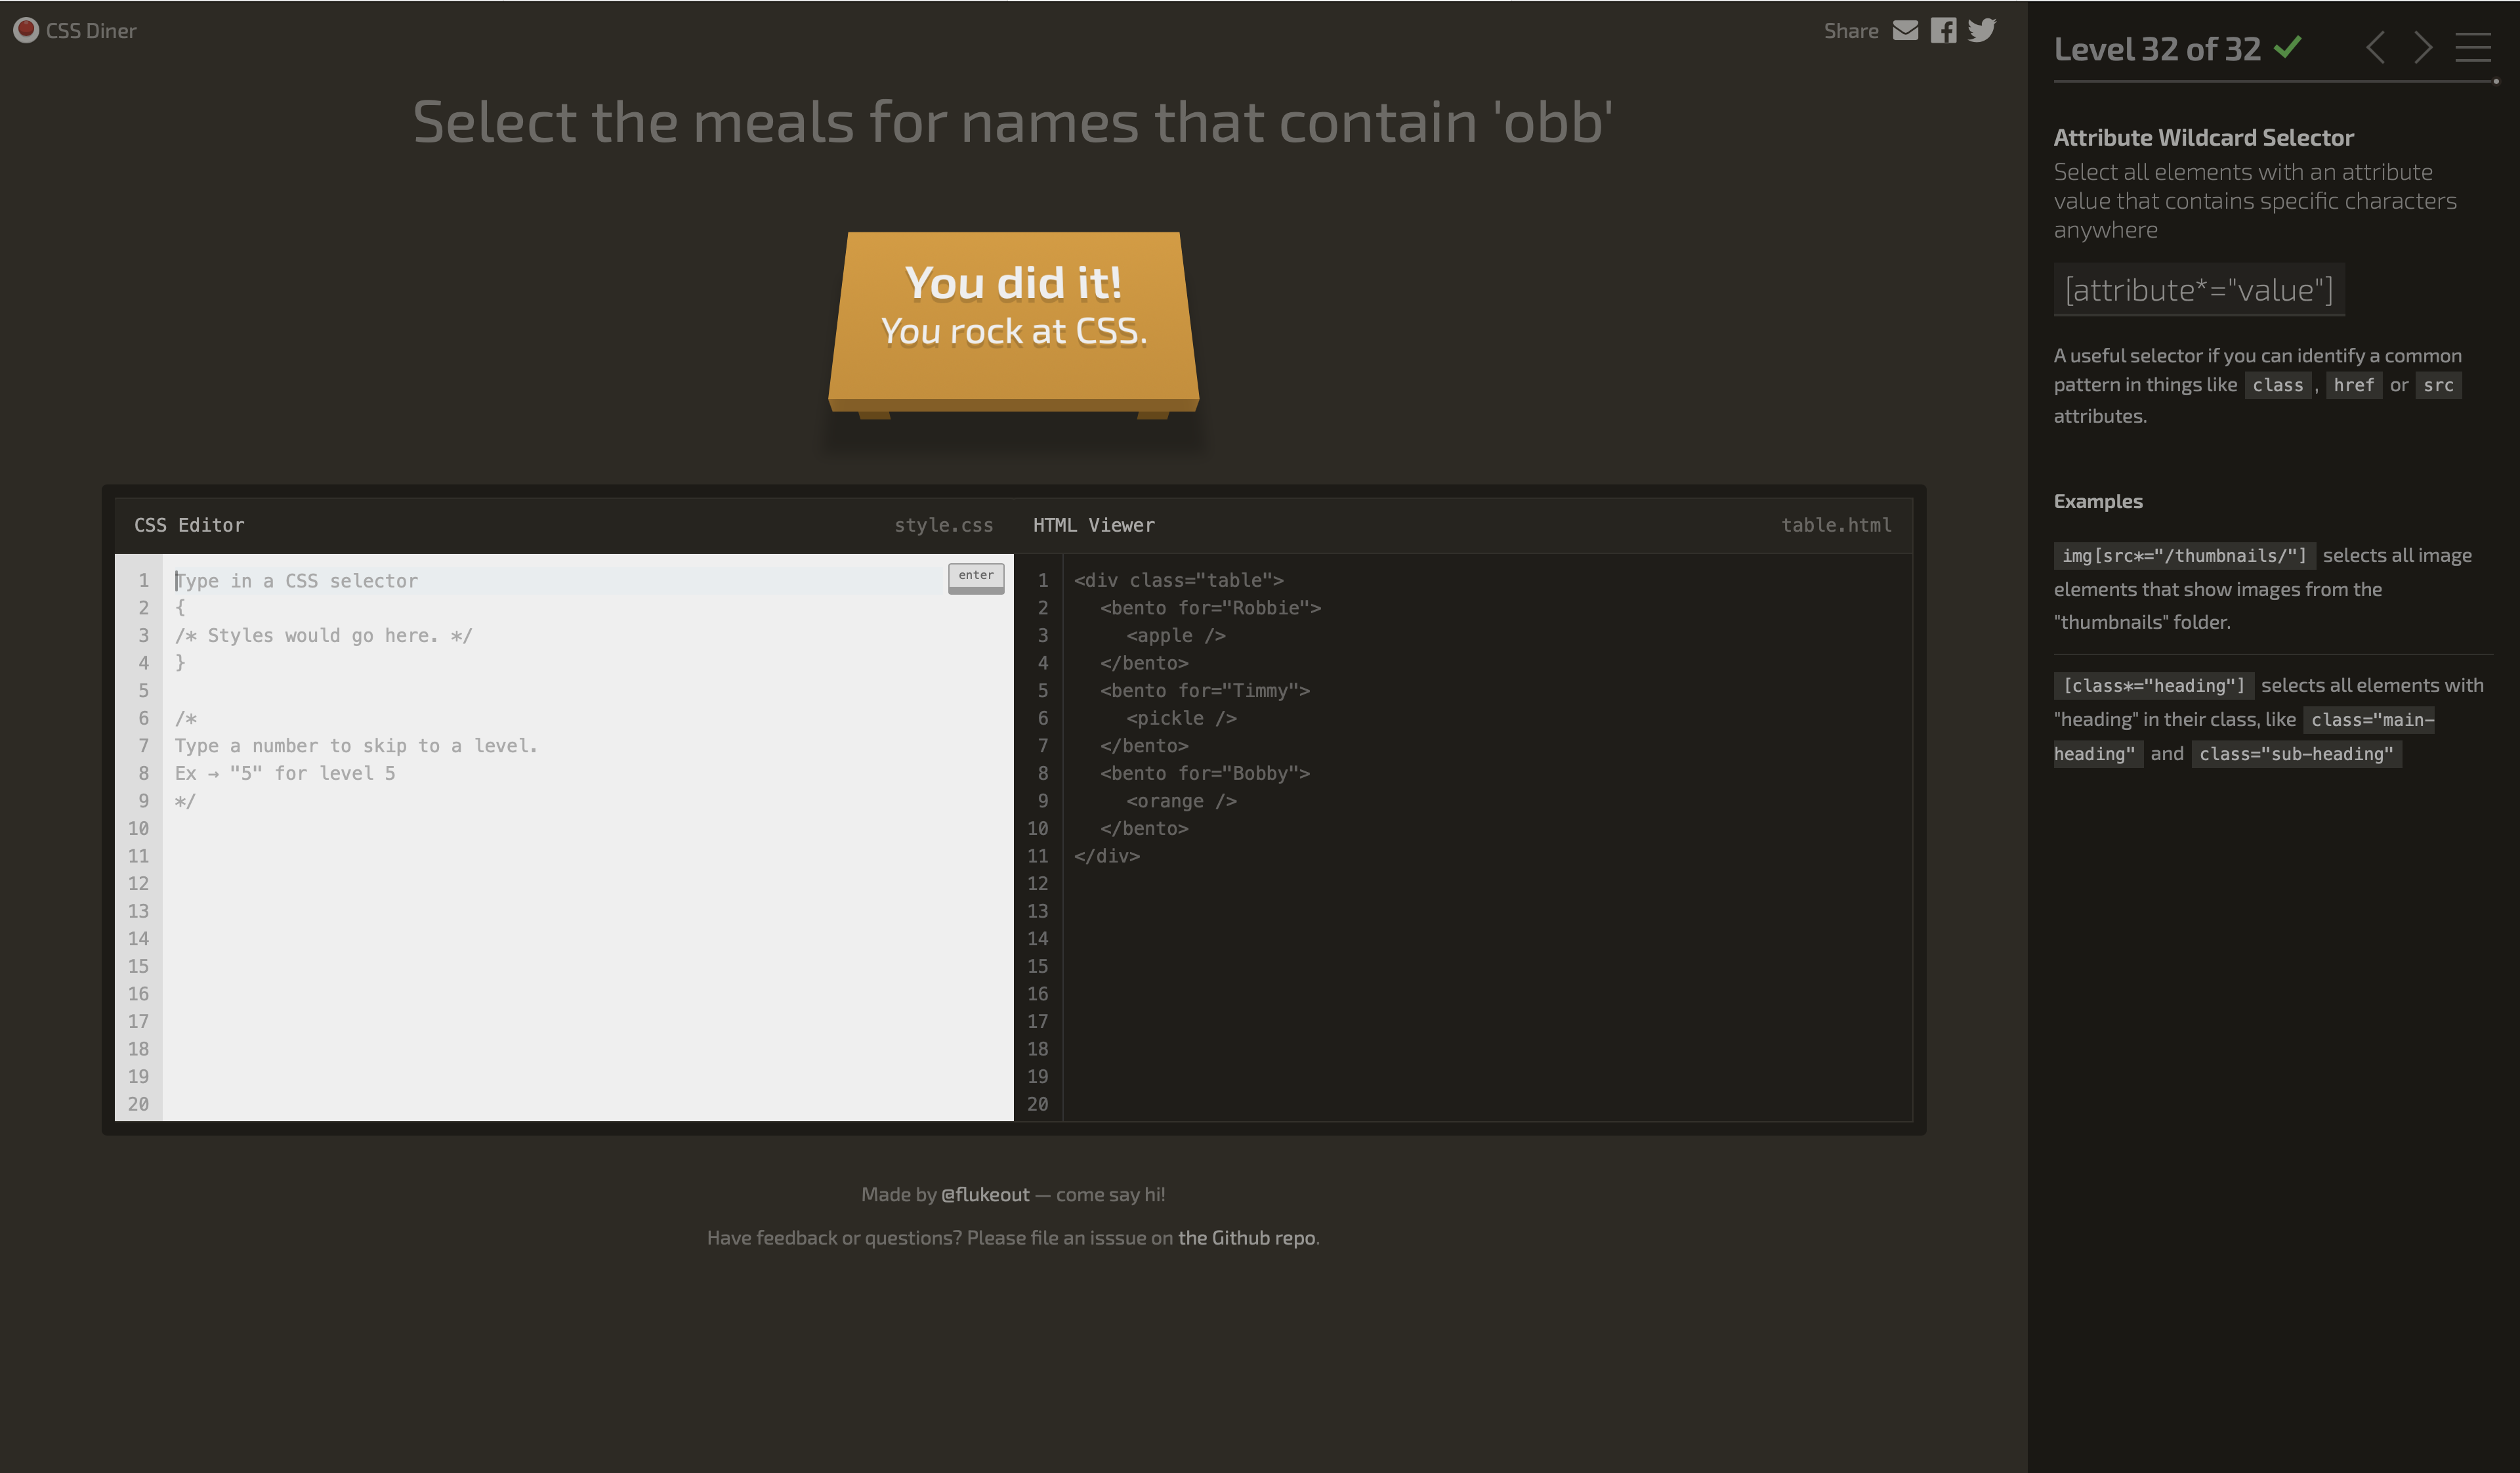 CSS Diner
Share
Select the meals for names that contain 'obb'
You did it!
You rock at CSS.
CSS Editor style.css
1 Type in a CSS selector enter
2 {
3 /* Styles would go here. */
4 }
5
6 /*
7 Type a number to skip to a level.
8 Ex → "5" for level 5
9 */
10
11
12
13
14
15
16
17
18
19
20
HTML Viewer table.html
1 <div class="table">
2 <bento for="Robbie">
3 <apple />
4 </bento>
5 <bento for="Timmy">
6 <pickle />
7 </bento>
8 <bento for="Bobby">
9 <orange />
10 </bento>
11 </div>
12
13
14
15
16
17
18
19
20
Made by @flukeout — come say hi!
Have feedback or questions? Please file an isssue on the Github repo.
Level 32 of 32
Attribute Wildcard Selector
Select all elements with an attribute
value that contains specific characters
anywhere
[attribute*="value"]
A useful selector if you can identify a common
pattern in things like class , href or src
attributes.
Examples
img[src*="/thumbnails/"] selects all image
elements that show images from the
"thumbnails" folder.
[class*="heading"] selects all elements with
"heading" in their class, like class="main-
heading" and class="sub-heading"